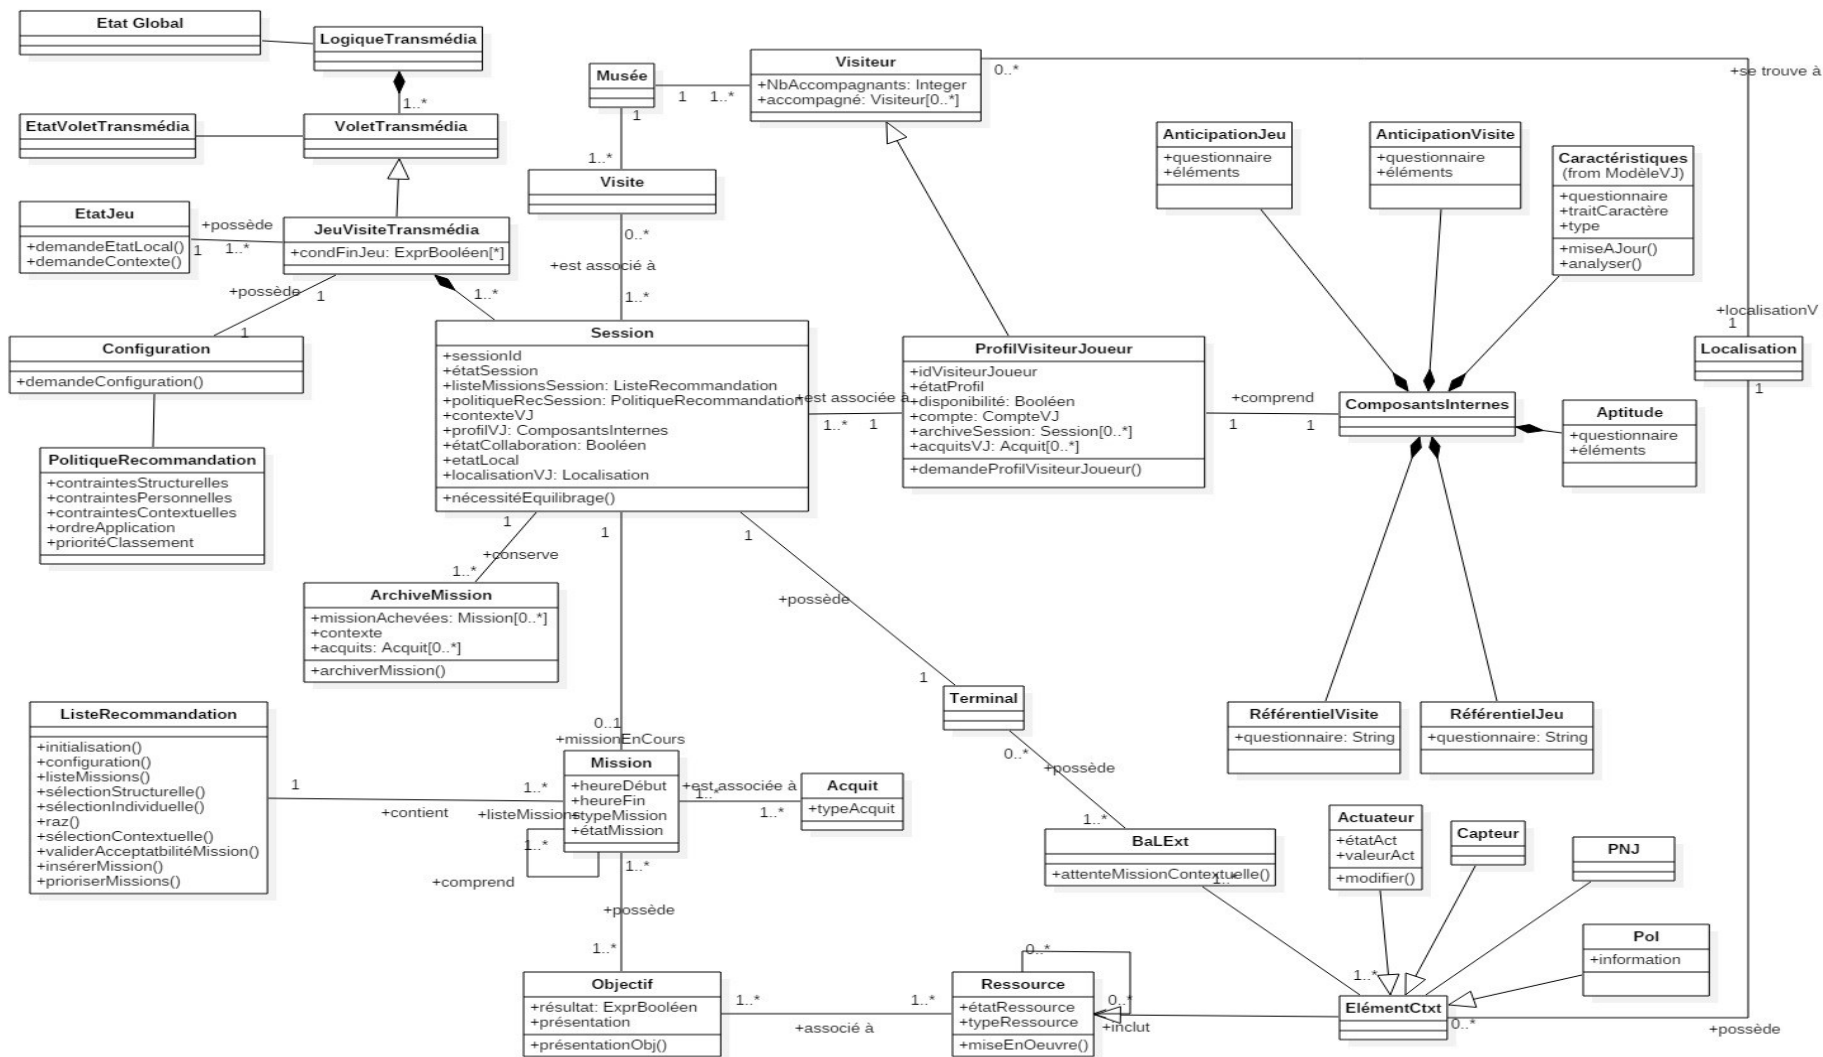 Etat Global
LogiqueTransmédia
1..*
EtatVoletTransmédia
VoletTransmédia
EtatJeu
+demandeEtatLocal()
+demandeContexte()
+possède
1
1..*
JeuVisiteTransmédia
+condFinJeu: ExprBooléen[*]
+possède
1
1
1..*
Configuration
+demandeConfiguration()
PolitiqueRecommandation
+contraintesStructurelles
+contraintesPersonnelles
+contraintesContextuelles
+ordreApplication
+prioritéClassement
Musée
1
1..*
1
1..*
Visiteur
+NbAccompagnants: Integer
+accompagné: Visiteur[0..*]
0..*
+se trouve à
Visite
0..*
+est associé à
1..*
Session
+sessionId
+étatSession
+listeMissionsSession: ListeRecommandation
+politiqueRecSession: PolitiqueRecommandation
+contexteVJ
+profilVJ: ComposantsInternes
+étatCollaboration: Booléen
+etatLocal
+localisationVJ: Localisation
+nécessitéEquilibrage()
+est associée à
1..*
1
ProfilVisiteurJoueur
+idVisiteurJoueur
+étatProfil
+disponibilité: Booléen
+compte: CompteVJ
+archiveSession: Session[0..*]
+acquitsVJ: Acquit[0..*]
+demandeProfilVisiteurJoueur()
+comprend
1
1
AnticipationJeu
+questionnaire
+éléments
AnticipationVisite
+questionnaire
+éléments
Caractéristiques
(from ModèleVJ)
+questionnaire
+traitCaractère
+type
+miseAJour()
+analyser()
+localisationV
1
Localisation
1
ComposantsInternes
Aptitude
+questionnaire
+éléments
1
+conserve
1..*
1
1
+possède
1
ArchiveMission
+missionAchevées: Mission[0..*]
+contexte
+acquits: Acquit[0..*]
+archiverMission()
Terminal
RéférentielVisite
+questionnaire: String
RéférentielJeu
+questionnaire: String
ListeRecommandation
+initialisation()
+configuration()
+listeMissions()
+sélectionStructurelle()
+sélectionIndividuelle()
+raz()
+sélectionContextuelle()
+validerAcceptatbilitéMission()
+insérerMission()
+prioriserMissions()
1
+contient
1..*
+listeMissions
0..1
+missionEnCours
Mission
+heureDébut
+heureFin
+typeMission
+étatMission
+est associée à
1..*
1..*
Acquit
+typeAcquit
1..*
+comprend
1..*
+possède
1..*
0..*
+possède
1..*
BaLExt
+attenteMissionContextuelle()
1..*
Actuateur
+étatAct
+valeurAct
+modifier()
Capteur
PNJ
PoI
+information
1..*
Objectif
+résultat: ExprBooléen
+présentation
+présentationObj()
1..*
+associé à
1..*
Ressource
+étatRessource
+typeRessource
+miseEnOeuvre()
0..*
0..*
+inclut
ElémentCtxt
0..*
+possède